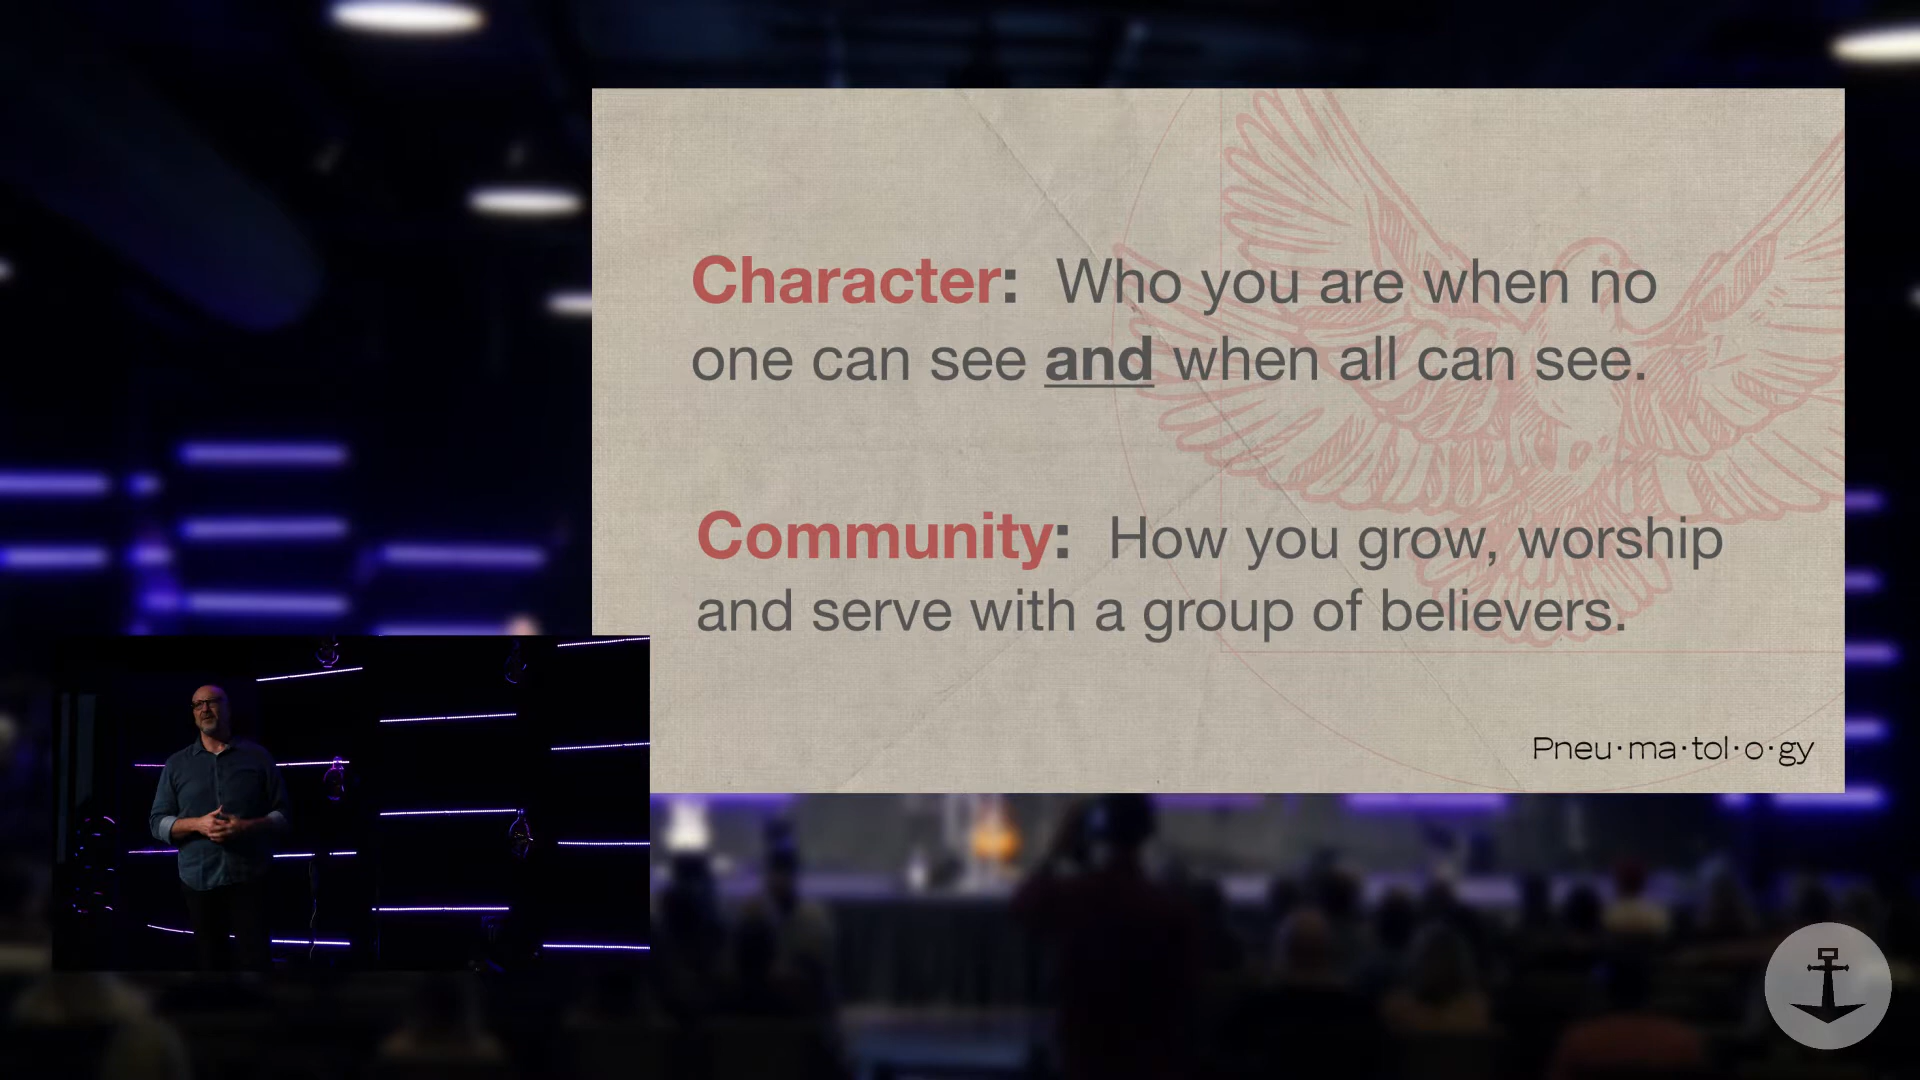 Character: Who you are when no
one can see and when all can see.
Community: How you grow, worship
and serve with a group of believers.
Pneu·ma·tol·o·gy